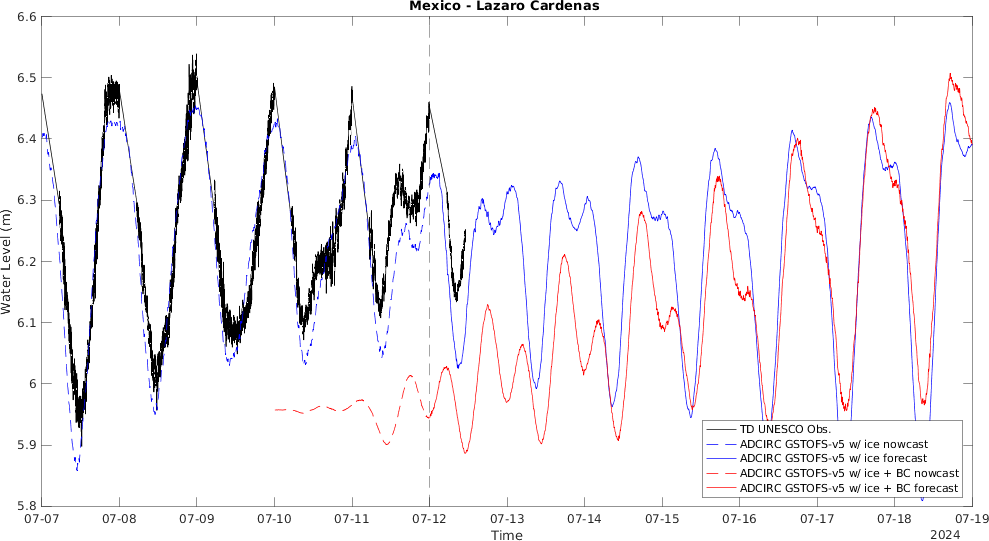 Mexico - Lazaro Cardenas
Water Level (m)
6.6
6.5
6.4
6.3
6.2
6.1
6
5.9
5.8
TD UNESCO Obs.
ADCIRC GSTOFS-v5 w/ ice nowcast
ADCIRC GSTOFS-v5 w/ ice forecast
ADCIRC GSTOFS-v5 w/ ice + BC nowcast
ADCIRC GSTOFS-v5 w/ ice + BC forecast
07-07 07-08 07-09 07-10 07-11 07-12 07-13 07-14 07-15 07-16 07-17 07-18 07-19
Time
2024